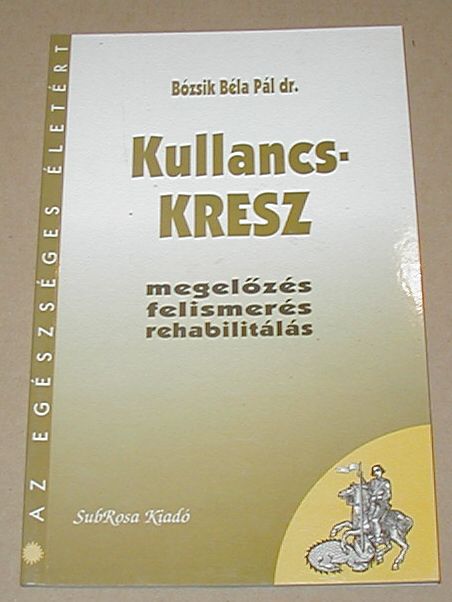 Bózsik Béla Pál dr.
Kullancs-
KRESZ
megelőzés
felismerés
rehabilitálás
SubRosa Kiadó
AZ EGÉSZSÉGES ÉLETÉRT